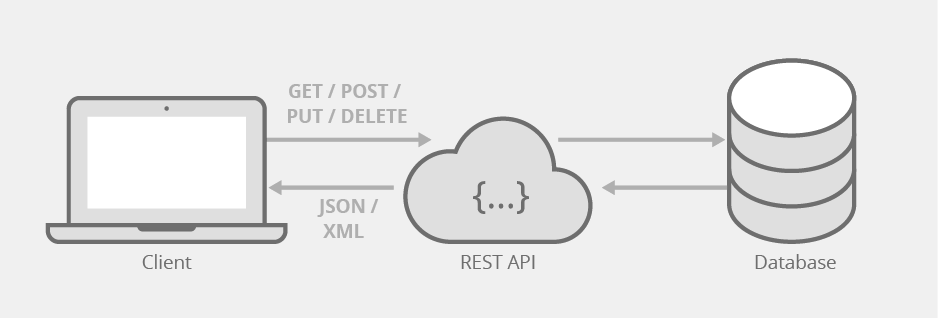 GET / POST /
PUT / DELETE
JSON /
XML
{...}
Client
REST API
Database